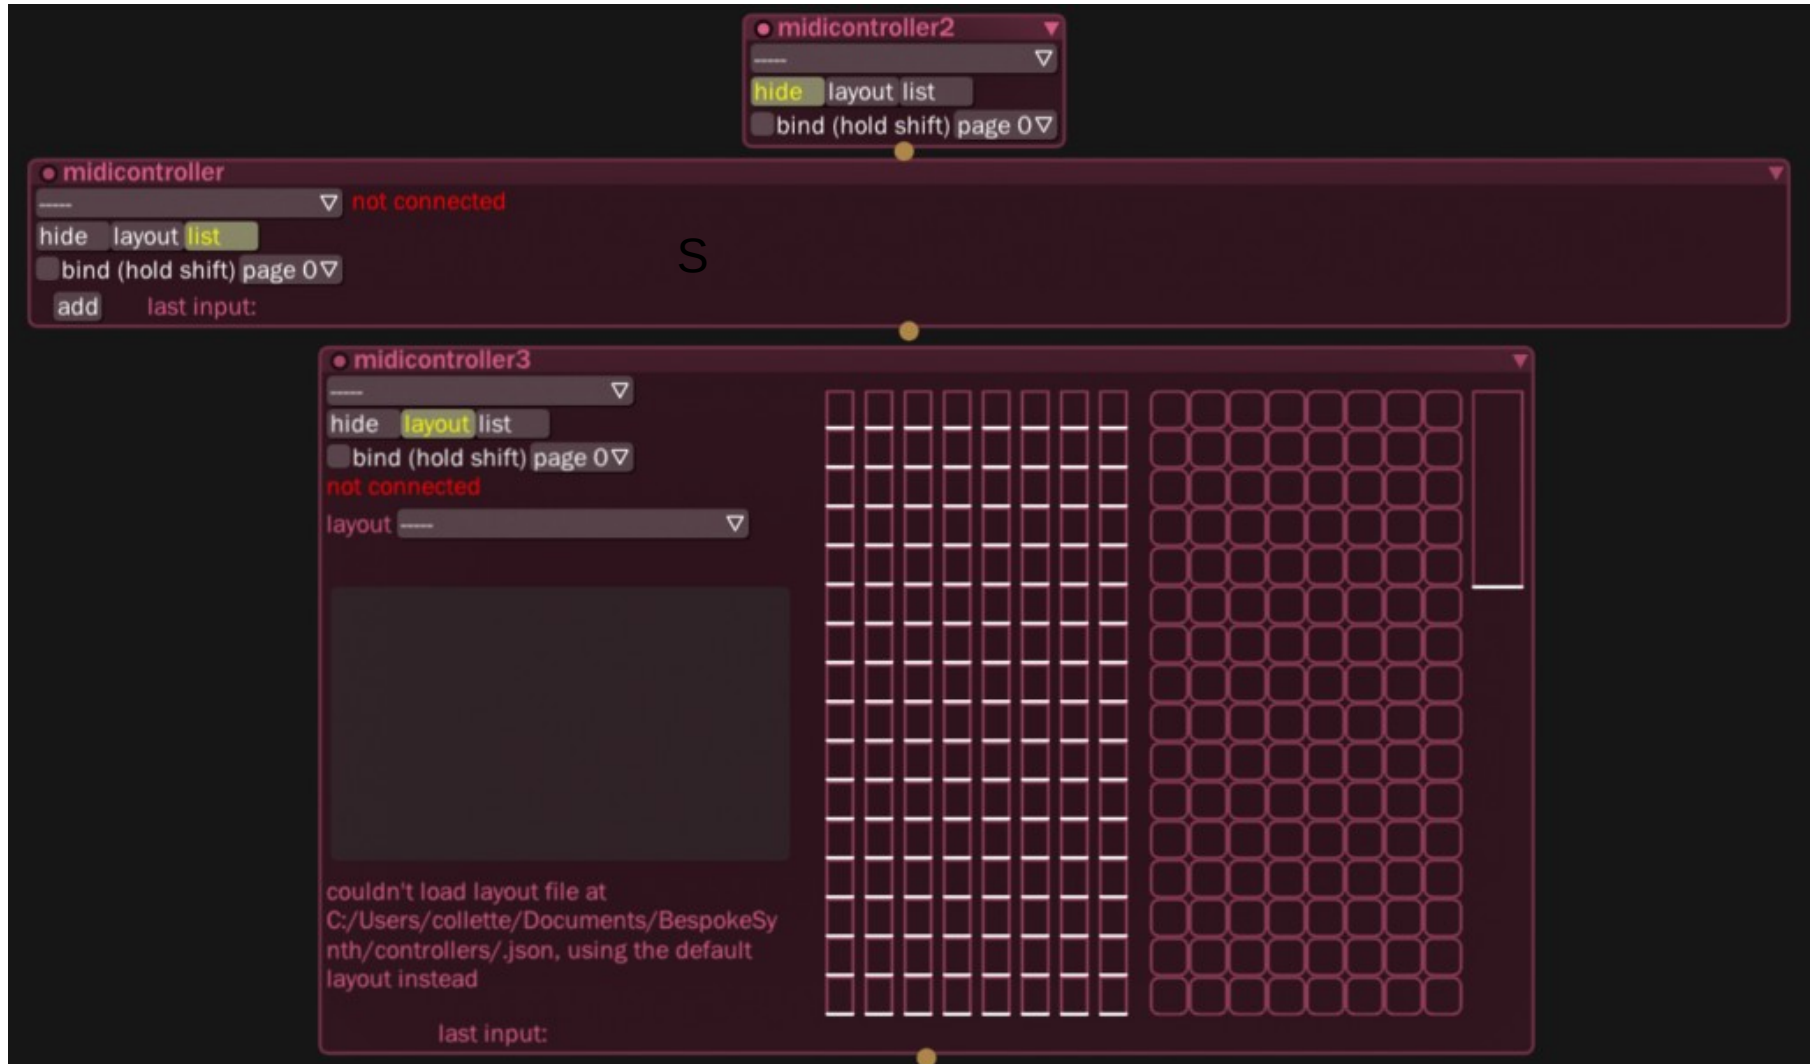 midicontroller2
-----
hide layout list
bind (hold shift) page 0
midicontroller
----- not connected
hide layout list
S
bind (hold shift) page 0
add last input:
midicontroller3
-----
hide layout list
bind (hold shift) page 0
not connected
layout -----
couldn't load layout file at
C:/Users/collette/Documents/BespokeSy
nth/controllers/.json, using the default
layout instead
last input: